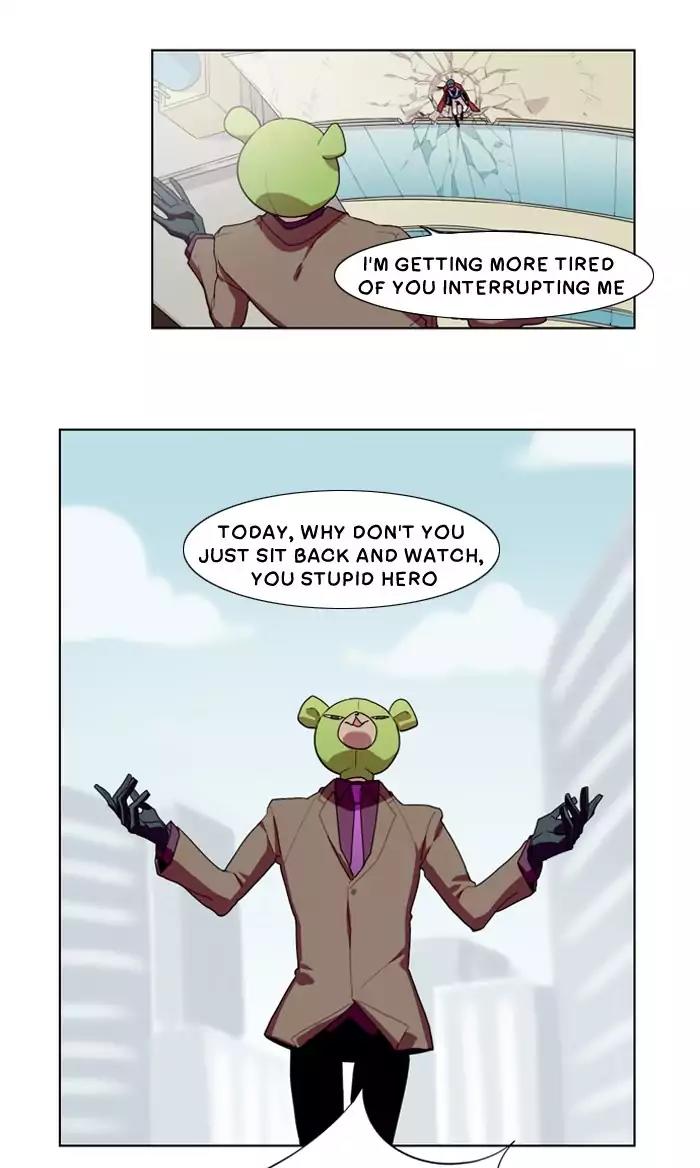 I'M GETTING MORE TIRED
OF YOU INTERRUPTING ME
TODAY, WHY DON'T YOU
JUST SIT BACK AND WATCH,
YOU STUPID HERO